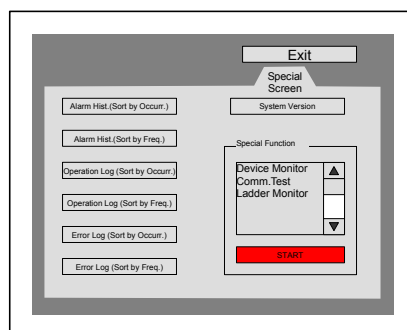 Exit
Special
Screen
Alarm Hist.(Sort by Occurr.)
System Version
Alarm Hist.(Sort by Freq.)
Special Function
Operation Log (Sort by Occurr.)
Device Monitor
Comm.Test
Ladder Monitor
Operation Log (Sort by Freq.)
Error Log (Sort by Occurr.)
START
Error Log (Sort by Freq.)